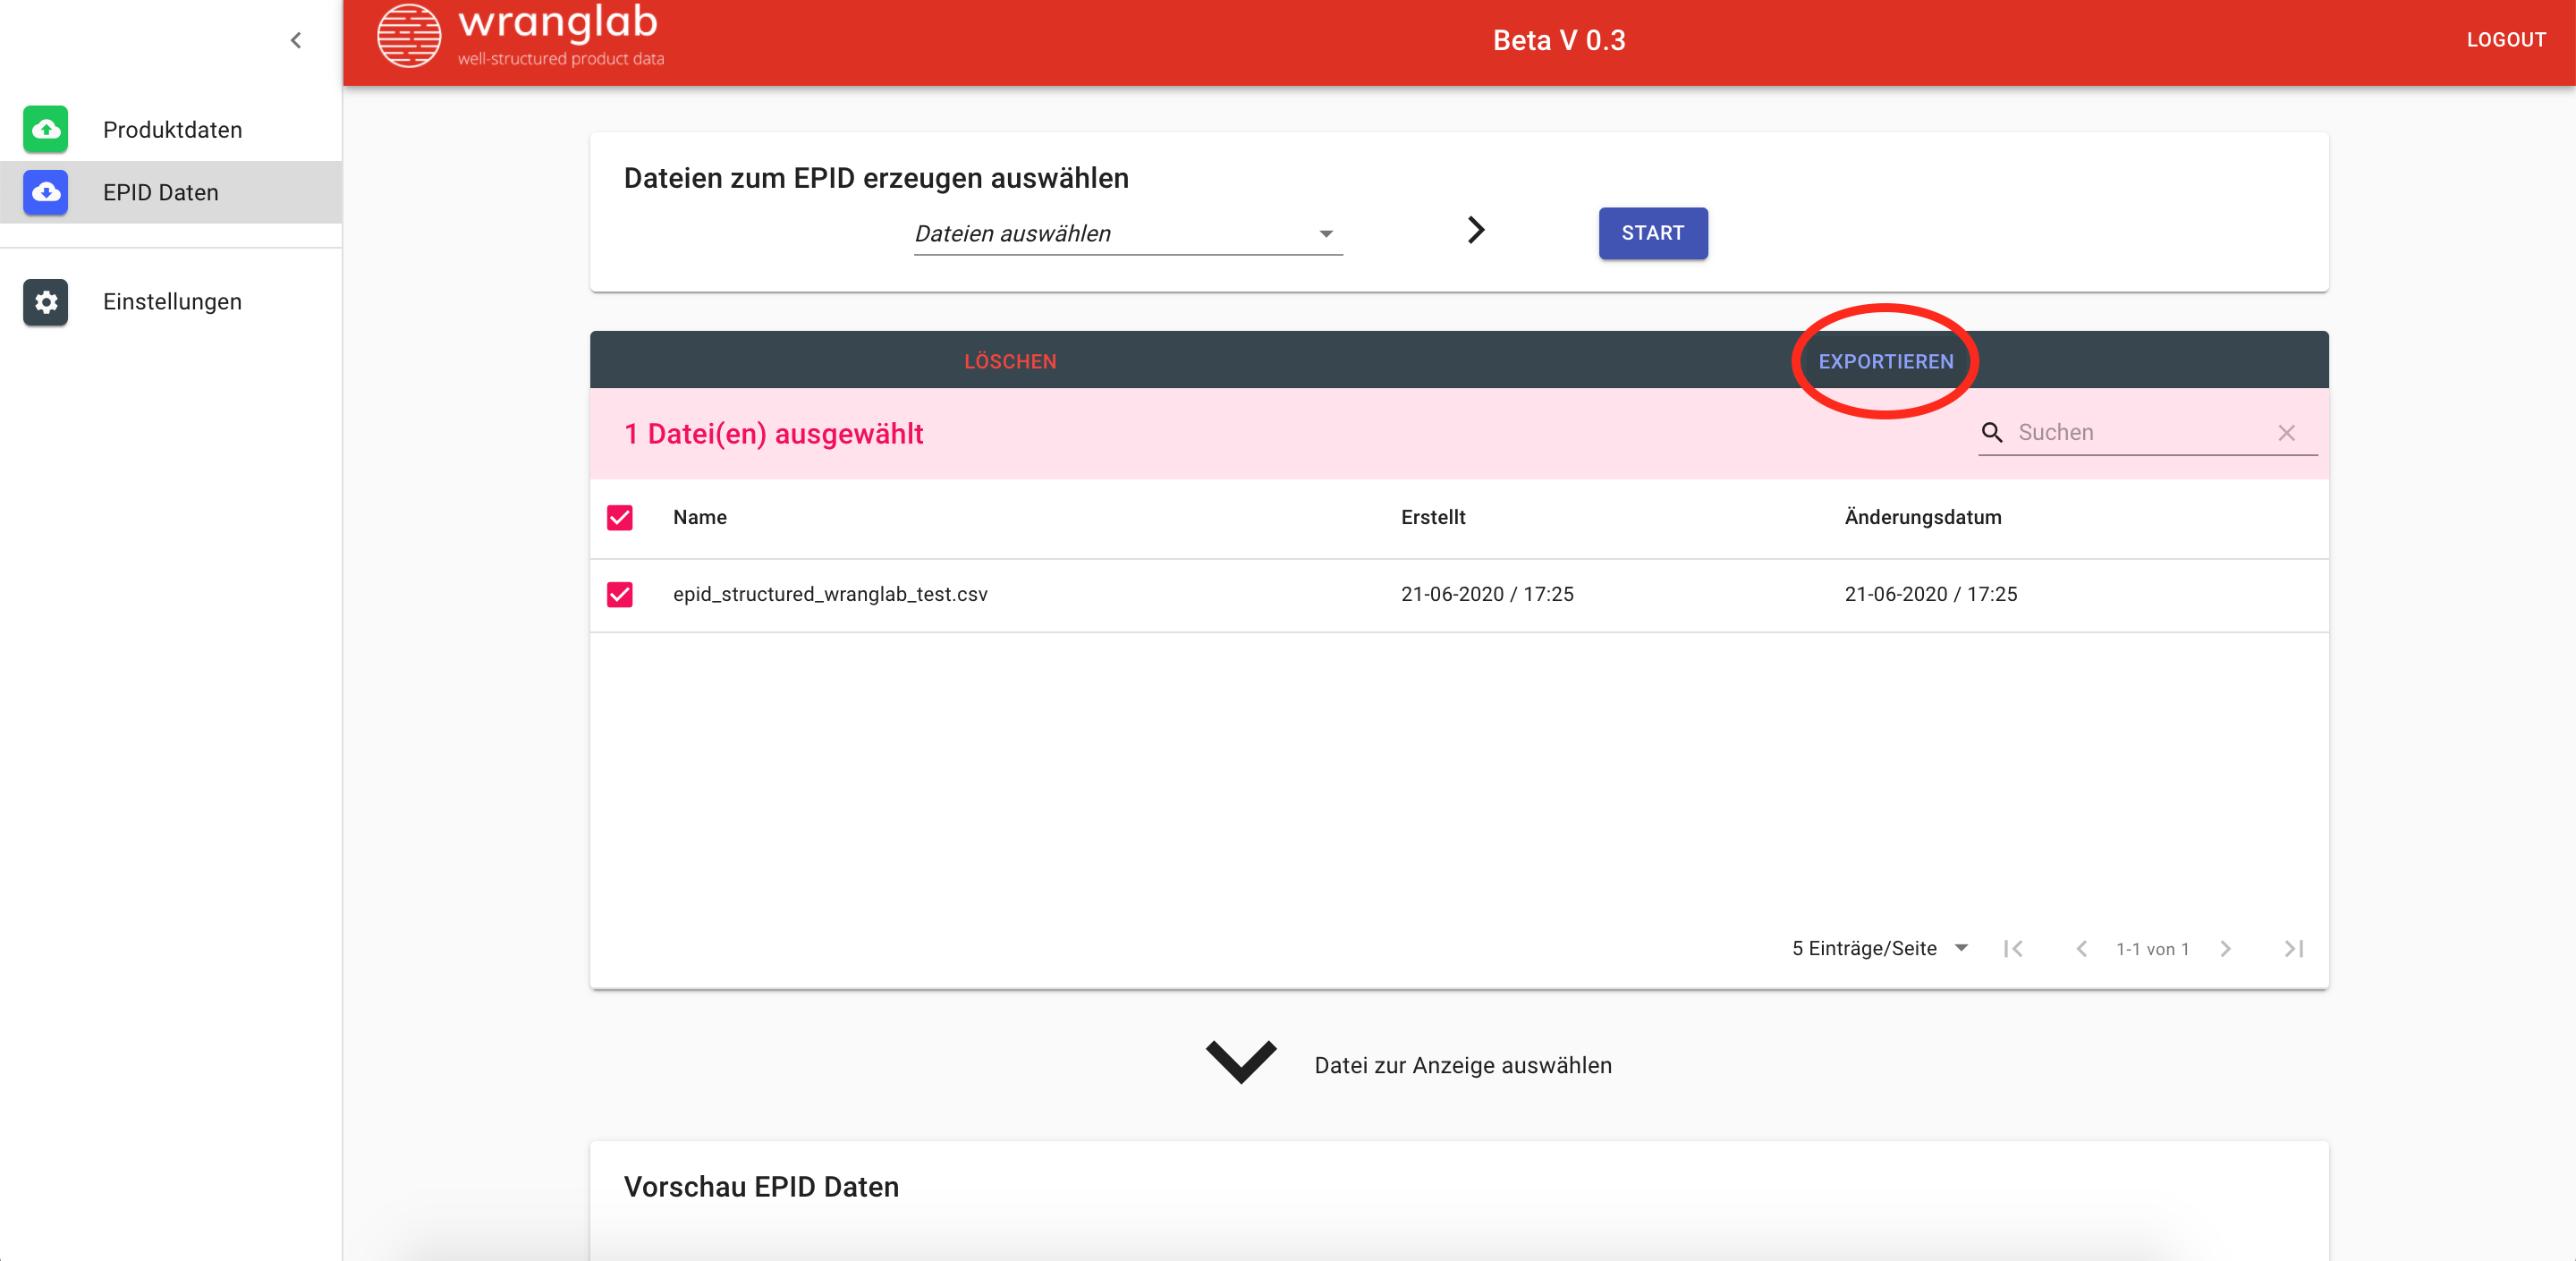 wranglab
well-structured product data
Beta V 0.3
LOGOUT
Produktdaten
EPID Daten
Einstellungen
Dateien zum EPID erzeugen auswählen
Dateien auswählen
START
LÖSCHEN
EXPORTIEREN
1 Datei(en) ausgewählt
Suchen
Name Erstellt Änderungsdatum
epid_structured_wranglab_test.csv 21-06-2020 / 17:25 21-06-2020 / 17:25
5 Einträge/Seite 1-1 von 1
Datei zur Anzeige auswählen
Vorschau EPID Daten